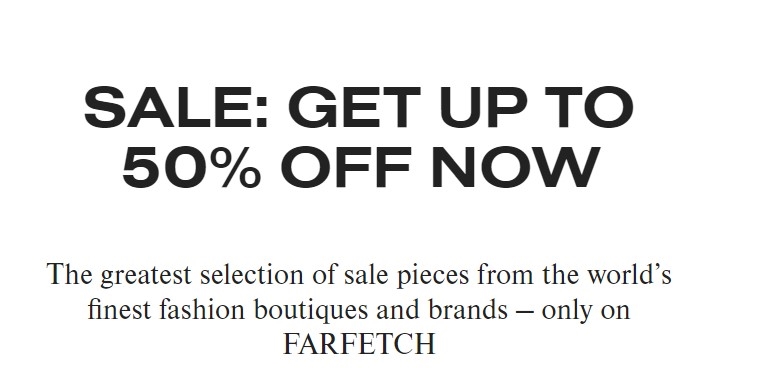 SALE: GET UP TO
50% OFF NOW
The greatest selection of sale pieces from the world’s
finest fashion boutiques and brands – only on
FARFETCH